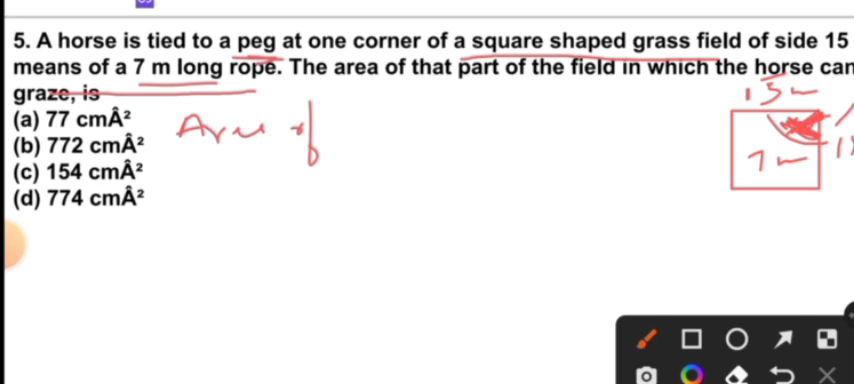 5. A horse is tied to a peg at one corner of a square shaped grass field of side 15
means of a 7 m long rope. The area of that part of the field in which the horse can
graze, is
15m
(a) 77 cmÂ²
Area of
(b) 772 cmÂ²
7m
(c) 154 cmÂ²
(d) 774 cmÂ²